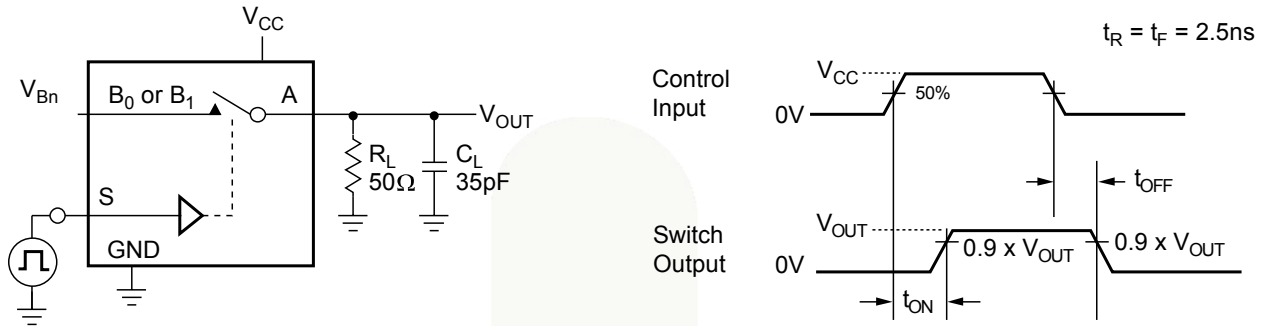 V_CC
V_Bn
B_0 or B_1
A
V_OUT
R_L
50Ω
C_L
35pF
S
GND
t_R = t_F = 2.5ns
Control
Input
V_CC
50%
0V
t_OFF
Switch
Output
V_OUT
0.9 x V_OUT
0.9 x V_OUT
0V
t_ON